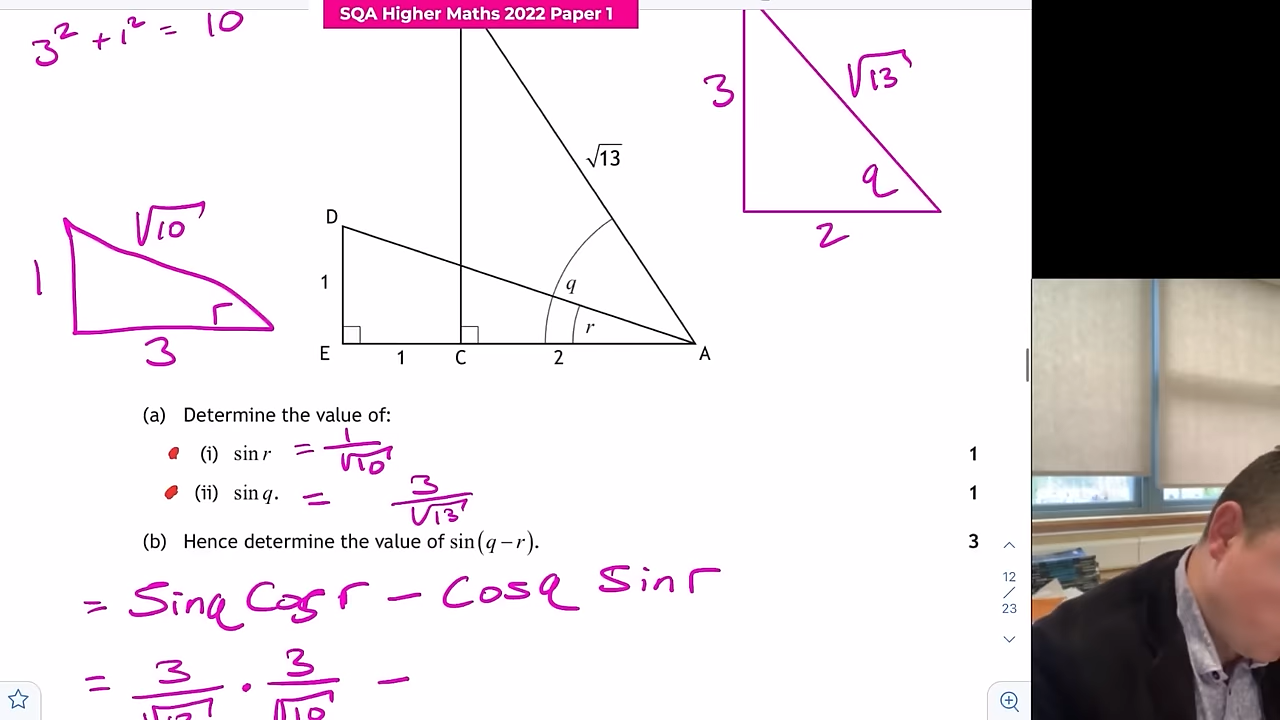 SQA Higher Maths 2022 Paper 1
3² + 1² = 10
√13
3
q
2
√13
D
1
q
r
E 1 C 2 A
√10
1
r
3
(a) Determine the value of:
(i) sin r = 1/√10 1
(ii) sin q. = 3/√13 1
(b) Hence determine the value of sin(q−r). 3
= Sinq Cosr − Cosq Sinr
= 3/√13 · 3/√10 −
12
/
23